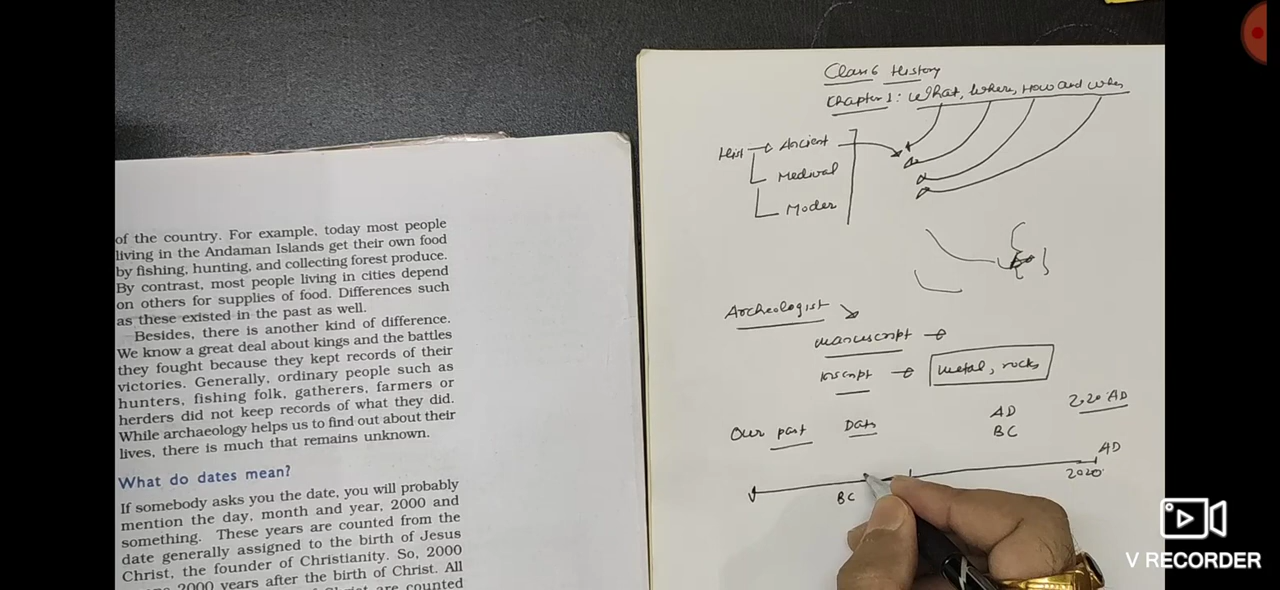 of the country. For example, today most people
living in the Andaman Islands get their own food
by fishing, hunting, and collecting forest produce.
By contrast, most people living in cities depend
on others for supplies of food. Differences such
as these existed in the past as well.
Besides, there is another kind of difference.
We know a great deal about kings and the battles
they fought because they kept records of their
victories. Generally, ordinary people such as
hunters, fishing folk, gatherers, farmers or
herders did not keep records of what they did.
While archaeology helps us to find out about their
lives, there is much that remains unknown.
What do dates mean?
If somebody asks you the date, you will probably
mention the day, month and year, 2000 and
something. These years are counted from the
date generally assigned to the birth of Jesus
Christ, the founder of Christianity. So, 2000
2000 years after the birth of Christ. All
are counted
Class 6 History
Chapter 1: What, Where, How and When
Hist Ancient
Medival
Moder
Archeologist
manuscript
Inscript metal, rocks
Our past Dats AD 2020 AD
BC
AD
BC 2020
V RECORDER